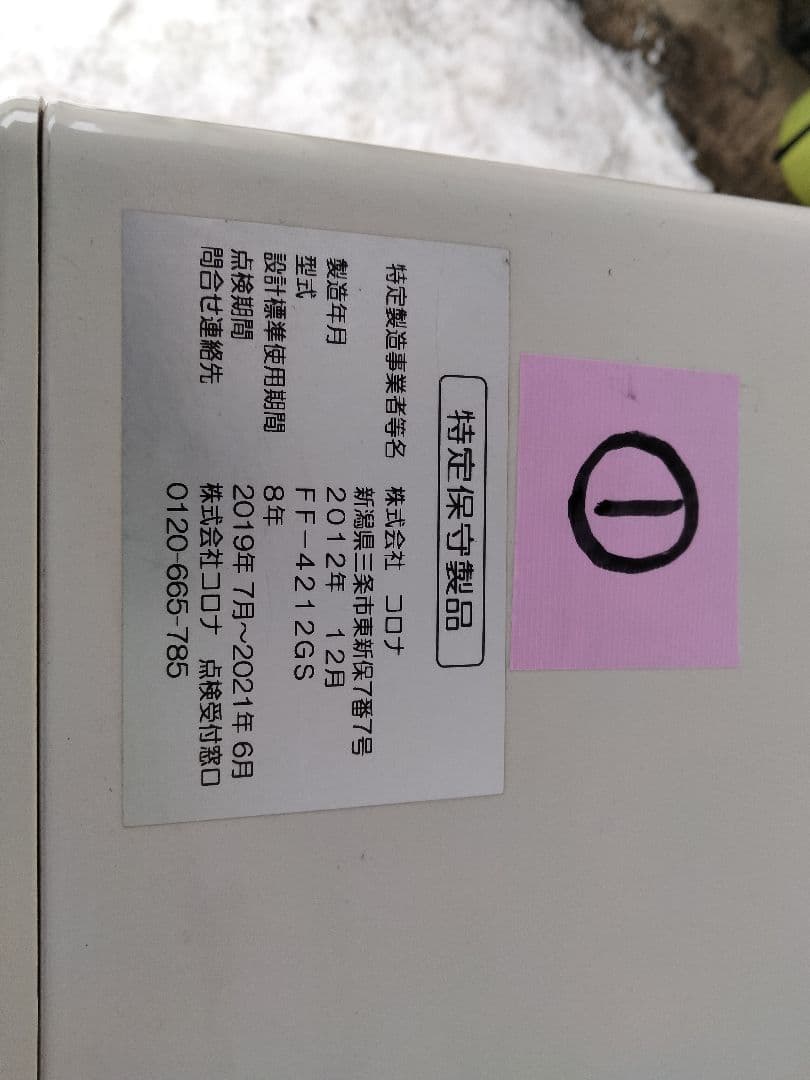 ①
特定保守製品
特定製造事業者等名 株式会社 コロナ
新潟県三条市東新保7番7号
製造年月 2012年 12月
型式 FF-4212GS
設計標準使用期間 8年
点検期間 2019年 7月~2021年 6月
問合せ連絡先 株式会社コロナ 点検受付窓口
0120-665-785